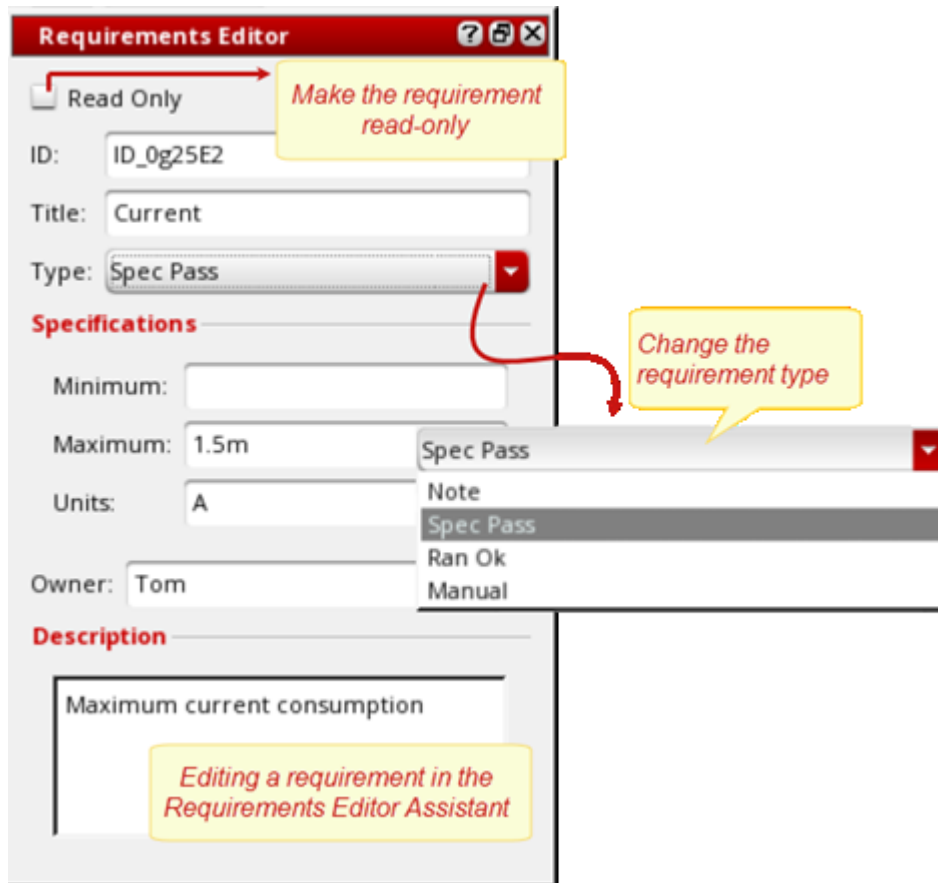 Requirements Editor
Read Only
Make the requirement
read-only
ID: ID_0g25E2
Title: Current
Type: Spec Pass
Specifications
Change the
requirement type
Minimum:
Maximum: 1.5m
Spec Pass
Units: A
Note
Spec Pass
Ran Ok
Owner: Tom
Manual
Description
Maximum current consumption
Editing a requirement in the
Requirements Editor Assistant